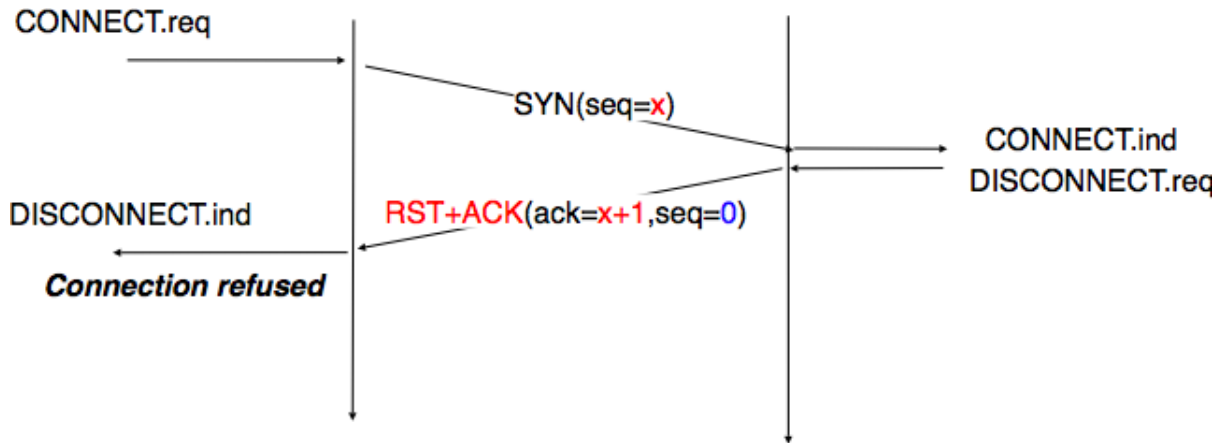 CONNECT.req
SYN(seq=x)
CONNECT.ind
DISCONNECT.req
DISCONNECT.ind
RST+ACK(ack=x+1,seq=0)
Connection refused